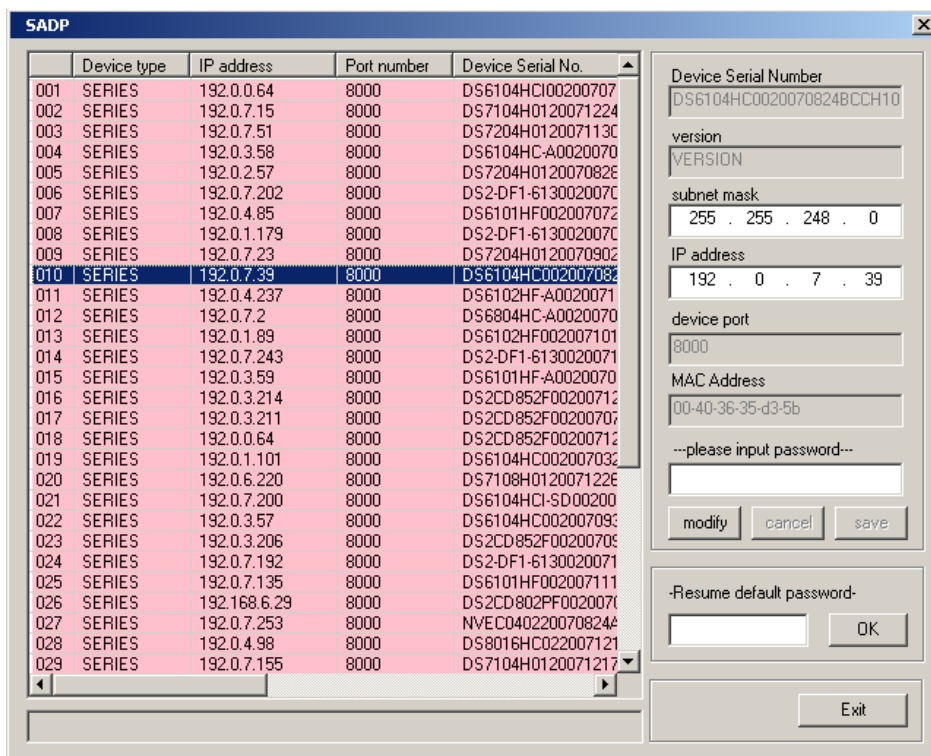 SADP
Device type IP address Port number Device Serial No.
001 SERIES 192.0.0.64 8000 DS6104HCI00200707
002 SERIES 192.0.7.15 8000 DS7104H0120071224
003 SERIES 192.0.7.51 8000 DS7204H012007113
004 SERIES 192.0.3.58 8000 DS6104HC-A0020070
005 SERIES 192.0.2.57 8000 DS7204H0120070828
006 SERIES 192.0.7.202 8000 DS2-DF1-613002007
007 SERIES 192.0.4.85 8000 DS6101HF002007072
008 SERIES 192.0.1.179 8000 DS2-DF1-613002007
009 SERIES 192.0.7.23 8000 DS7204H0120070902
010 SERIES 192.0.7.39 8000 DS6104HC002007082
011 SERIES 192.0.4.237 8000 DS6102HF-A0020071
012 SERIES 192.0.7.2 8000 DS6804HC-A0020070
013 SERIES 192.0.1.89 8000 DS6102HF002007101
014 SERIES 192.0.7.243 8000 DS2-DF1-6130020071
015 SERIES 192.0.3.59 8000 DS6101HF-A0020070
016 SERIES 192.0.3.214 8000 DS2CD852F00200712
017 SERIES 192.0.3.211 8000 DS2CD852F00200707
018 SERIES 192.0.0.64 8000 DS2CD852F00200712
019 SERIES 192.0.1.101 8000 DS6104HC002007032
020 SERIES 192.0.6.220 8000 DS7108H0120071226
021 SERIES 192.0.7.200 8000 DS6104HCI-SD00200
022 SERIES 192.0.3.57 8000 DS6104HC002007093
023 SERIES 192.0.3.206 8000 DS2CD852F0020070
024 SERIES 192.0.7.192 8000 DS2-DF1-6130020071
025 SERIES 192.0.7.135 8000 DS6101HF002007111
026 SERIES 192.168.6.29 8000 DS2CD802PF002007
027 SERIES 192.0.7.253 8000 NVEC040220070824
028 SERIES 192.0.4.98 8000 DS8016HC022007121
029 SERIES 192.0.7.155 8000 DS7104H0120071217
Device Serial Number
DS6104HC0020070824BCCH10
version
VERSION
subnet mask
255 . 255 . 248 . 0
IP address
192 . 0 . 7 . 39
device port
8000
MAC Address
00-40-36-35-d3-5b
---please input password---
modify cancel save
-Resume default password-
OK
Exit